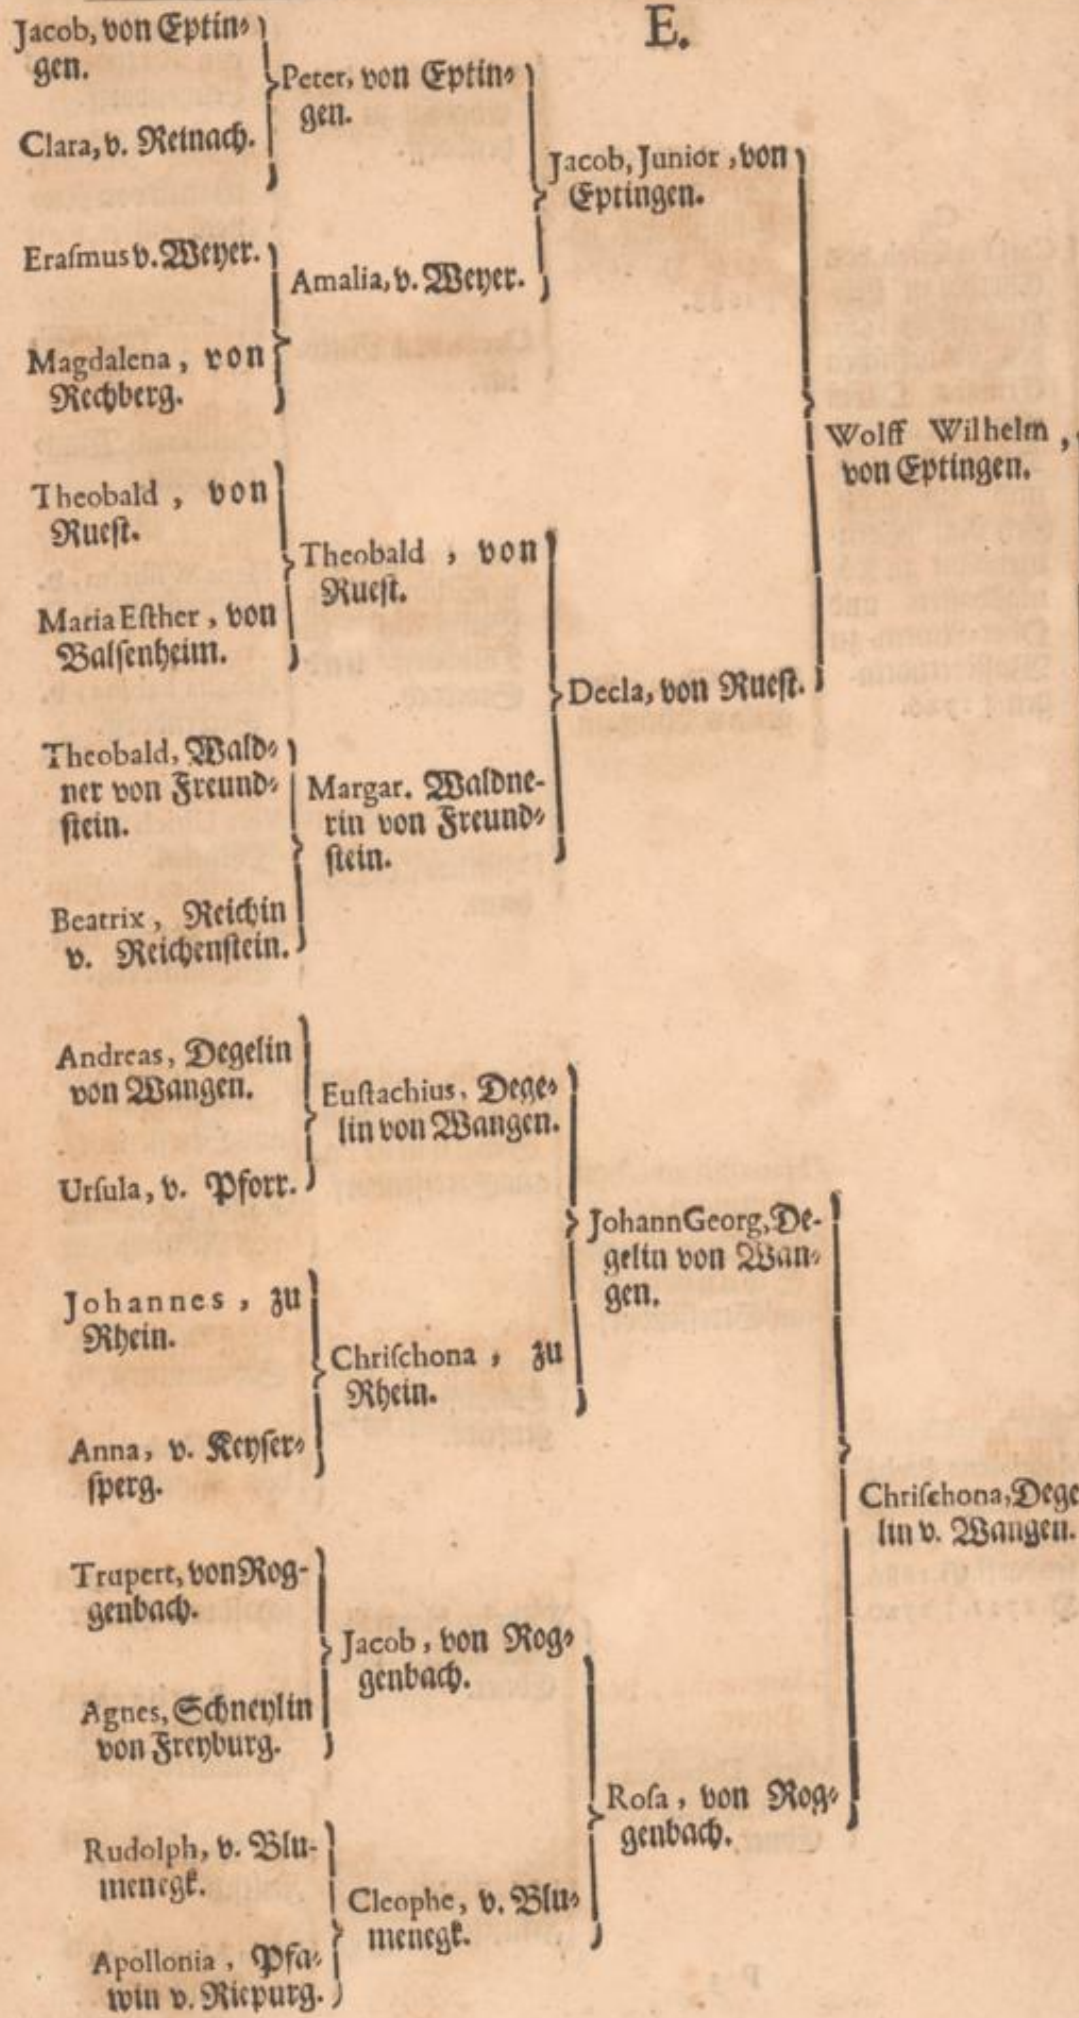 E.
Jacob, von Eptin⸗
gen.
Clara, v. Reinach.
Eraſmus v. Weyer.
Magdalena, von
Rechberg.
Theobald, von
Rueſt.
Maria Eſther, von
Balſenheim.
Theobald, Wald⸗
ner von Freund⸗
ſtein.
Beatrix, Reichin
v. Reichenſtein.
Andreas, Degelin
von Wangen.
Urſula, v. Pforr.
Johannes, zu
Rhein.
Anna, v. Keyſer⸗
ſperg.
Trupert, von Rog-
genbach.
Agnes, Schneylin
von Freyburg.
Rudolph, v. Blu-
menegk.
Apollonia, Pfa⸗
win v. Riepurg.
Peter, von Eptin⸗
gen.
Amalia, v. Weyer.
Theobald, von
Rueſt.
Margar. Waldne-
rin von Freund⸗
ſtein.
Euſtachius, Dege⸗
lin von Wangen.
Chriſchona, zu
Rhein.
Jacob, von Rog⸗
genbach.
Cleophe, v. Blu⸗
menegk.
Jacob, Junior, von
Eptingen.
Decla, von Rueſt.
Johann Georg, De-
gelin von Wan⸗
gen.
Roſa, von Rog⸗
genbach.
Wolff Wilhelm,
von Eptingen.
Chriſchona, Dege
lin v. Wangen.